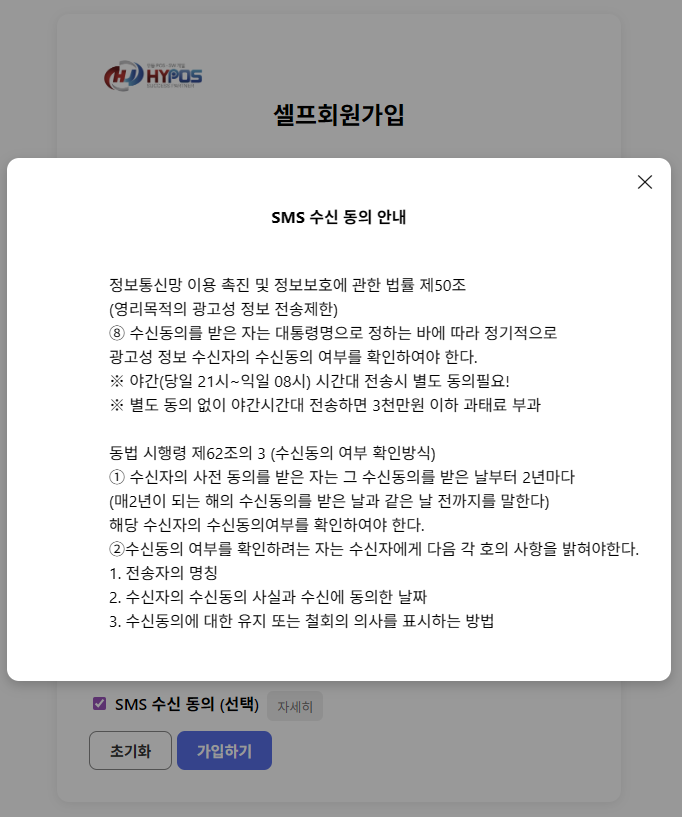 HYPOS
셀프회원가입
SMS 수신 동의 안내
정보통신망 이용 촉진 및 정보보호에 관한 법률 제50조
(영리목적의 광고성 정보 전송제한)
⑧ 수신동의를 받은 자는 대통령명으로 정하는 바에 따라 정기적으로
광고성 정보 수신자의 수신동의 여부를 확인하여야 한다.
※ 야간(당일 21시~익일 08시) 시간대 전송시 별도 동의필요!
※ 별도 동의 없이 야간시간대 전송하면 3천만원 이하 과태료 부과
동법 시행령 제62조의 3 (수신동의 여부 확인방식)
① 수신자의 사전 동의를 받은 자는 그 수신동의를 받은 날부터 2년마다
(매2년이 되는 해의 수신동의를 받은 날과 같은 날 전까지를 말한다)
해당 수신자의 수신동의여부를 확인하여야 한다.
②수신동의 여부를 확인하려는 자는 수신자에게 다음 각 호의 사항을 밝혀야한다.
1. 전송자의 명칭
2. 수신자의 수신동의 사실과 수신에 동의한 날짜
3. 수신동의에 대한 유지 또는 철회의 의사를 표시하는 방법
SMS 수신 동의 (선택) 자세히
초기화 가입하기